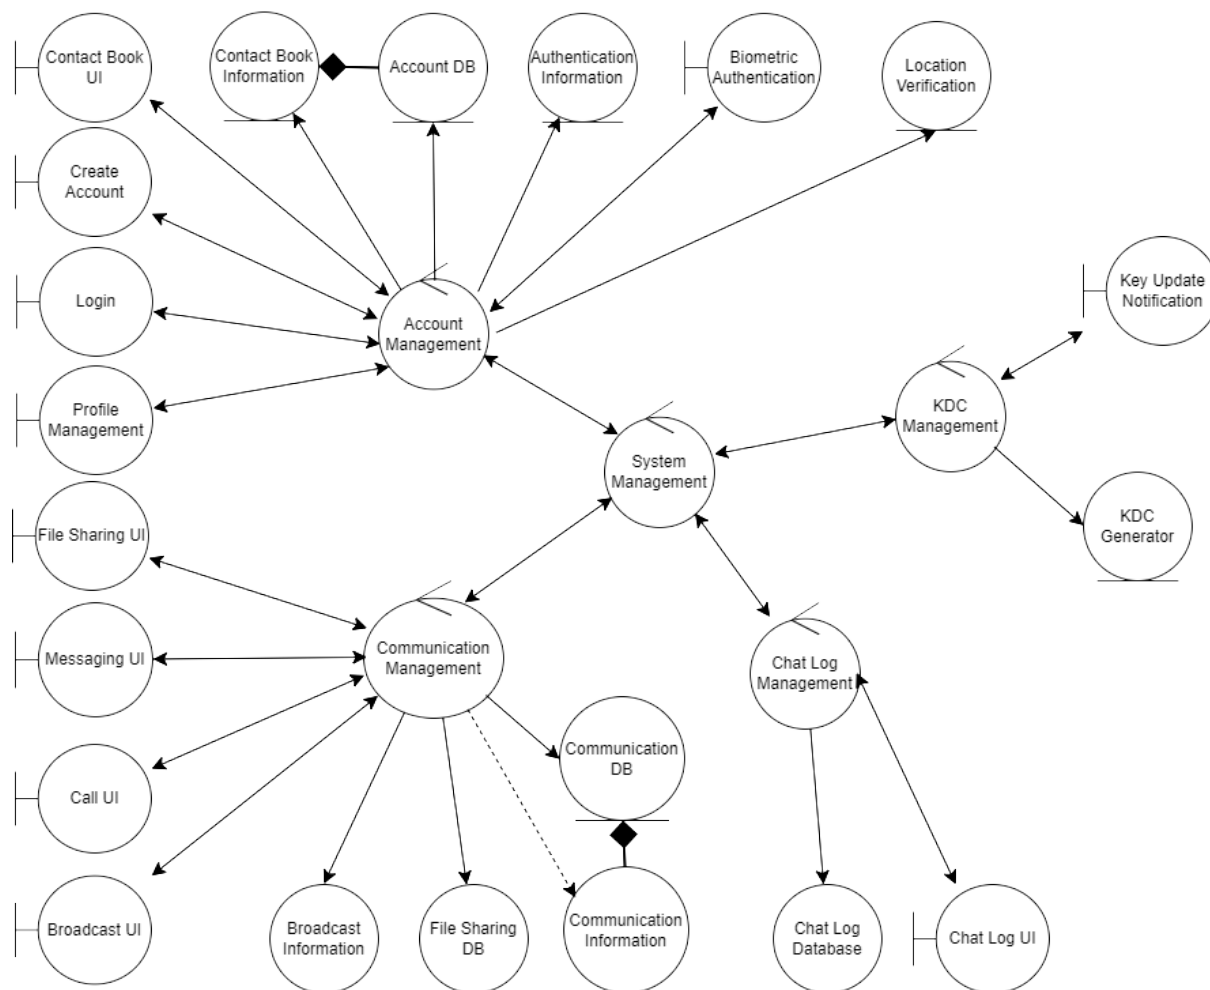 Contact Book
UI
Contact Book
Information
Account DB
Authentication
Information
Biometric
Authentication
Location
Verification
Create
Account
Login
Account
Management
Key Update
Notification
Profile
Management
KDC
Management
System
Management
File Sharing UI
KDC
Generator
Messaging UI
Communication
Management
Chat Log
Management
Communication
DB
Call UI
Broadcast UI
Broadcast
Information
File Sharing
DB
Communication
Information
Chat Log
Database
Chat Log UI